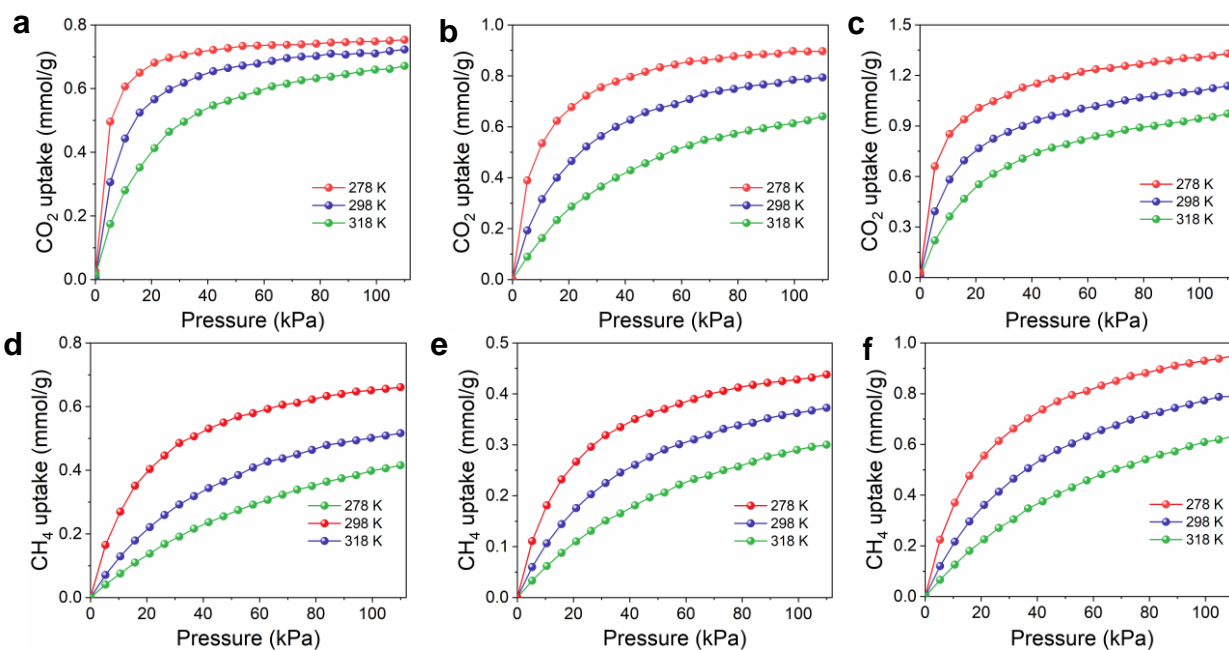 a
CO₂ uptake (mmol/g)
0.8
0.6
0.4
0.2
0.0
278 K
298 K
318 K
0 20 40 60 80 100
Pressure (kPa)
b
CO₂ uptake (mmol/g)
1.0
0.8
0.6
0.4
0.2
0.0
278 K
298 K
318 K
0 20 40 60 80 100
Pressure (kPa)
c
CO₂ uptake (mmol/g)
1.5
1.2
0.9
0.6
0.3
0.0
278 K
298 K
318 K
0 20 40 60 80 100
Pressure (kPa)
d
CH₄ uptake (mmol/g)
0.8
0.6
0.4
0.2
0.0
278 K
298 K
318 K
0 20 40 60 80 100
Pressure (kPa)
e
CH₄ uptake (mmol/g)
0.5
0.4
0.3
0.2
0.1
0.0
278 K
298 K
318 K
0 20 40 60 80 100
Pressure (kPa)
f
CH₄ uptake (mmol/g)
1.0
0.8
0.6
0.4
0.2
0.0
278 K
298 K
318 K
0 20 40 60 80 100
Pressure (kPa)